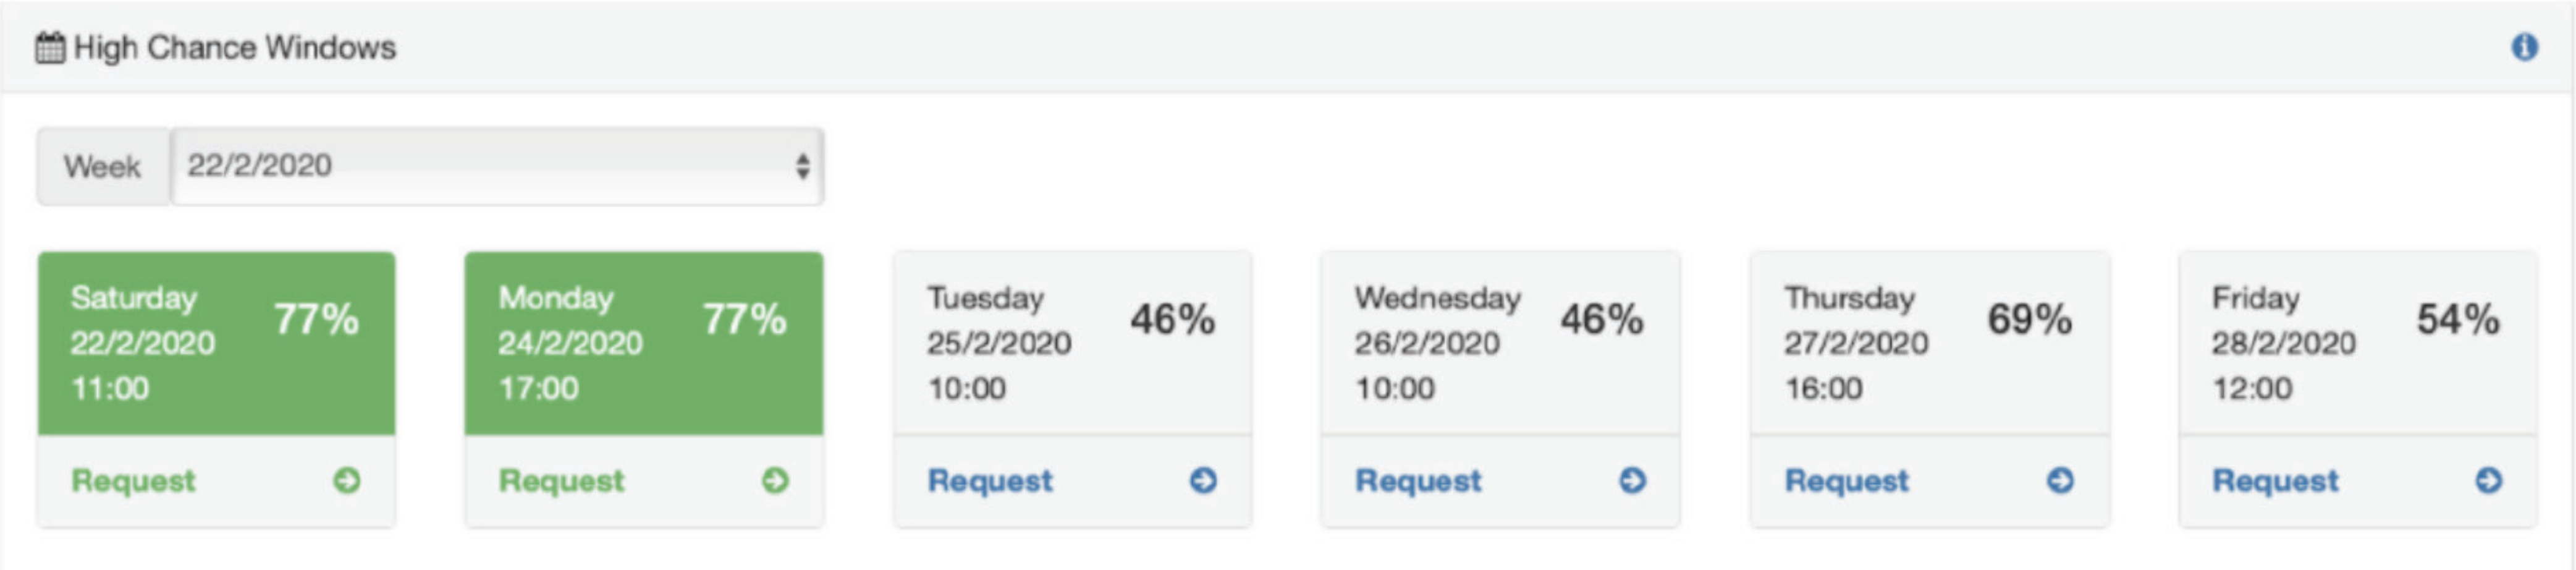 High Chance Windows
Week 22/2/2020
Saturday
22/2/2020
11:00
77%
Request
Monday
24/2/2020
17:00
77%
Request
Tuesday
25/2/2020
10:00
46%
Request
Wednesday
26/2/2020
10:00
46%
Request
Thursday
27/2/2020
16:00
69%
Request
Friday
28/2/2020
12:00
54%
Request